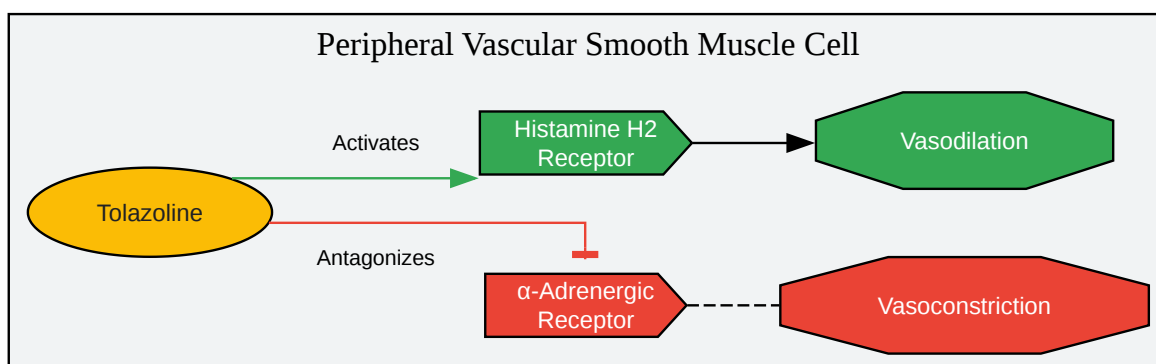 Peripheral Vascular Smooth Muscle Cell
Activates
Histamine H2
Receptor
Vasodilation
Tolazoline
Antagonizes
α-Adrenergic
Receptor
Vasoconstriction